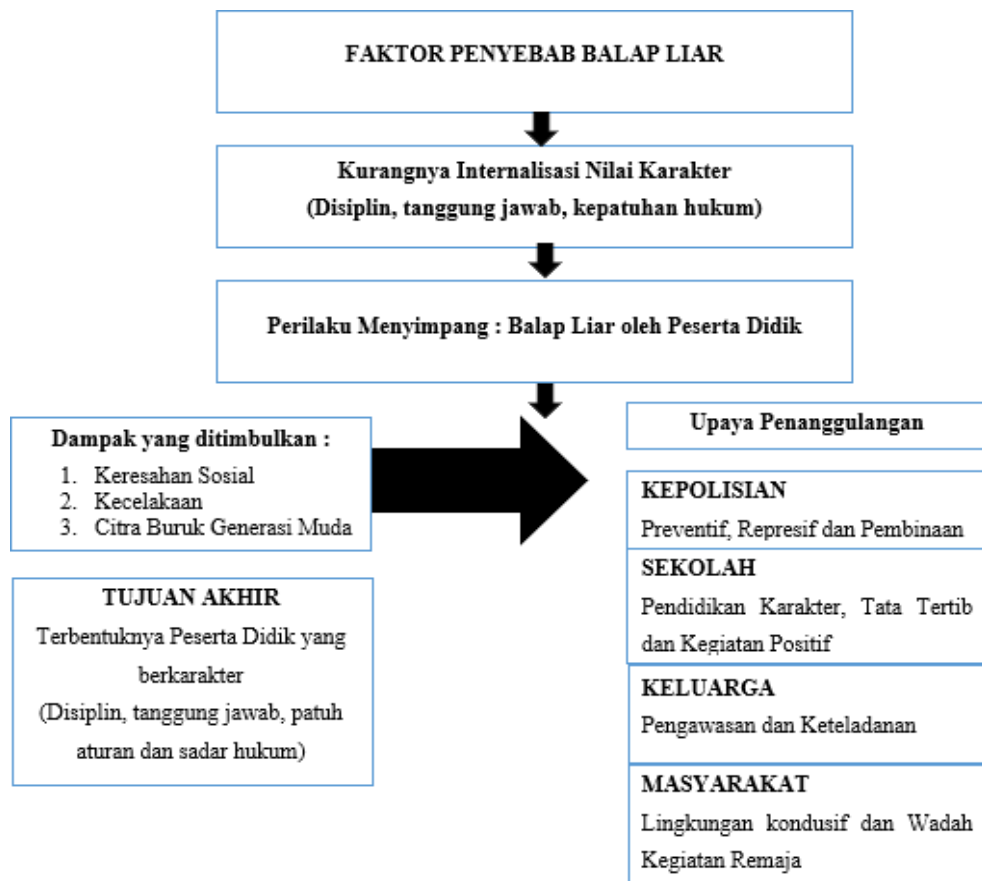 FAKTOR PENYEBAB BALAP LIAR
Kurangnya Internalisasi Nilai Karakter
(Disiplin, tanggung jawab, kepatuhan hukum)
Perilaku Menyimpang : Balap Liar oleh Peserta Didik
Dampak yang ditimbulkan :
1. Keresahan Sosial
2. Kecelakaan
3. Citra Buruk Generasi Muda
TUJUAN AKHIR
Terbentuknya Peserta Didik yang
berkarakter
(Disiplin, tanggung jawab, patuh
aturan dan sadar hukum)
Upaya Penanggulangan
KEPOLISIAN
Preventif, Represif dan Pembinaan
SEKOLAH
Pendidikan Karakter, Tata Tertib
dan Kegiatan Positif
KELUARGA
Pengawasan dan Keteladanan
MASYARAKAT
Lingkungan kondusif dan Wadah
Kegiatan Remaja